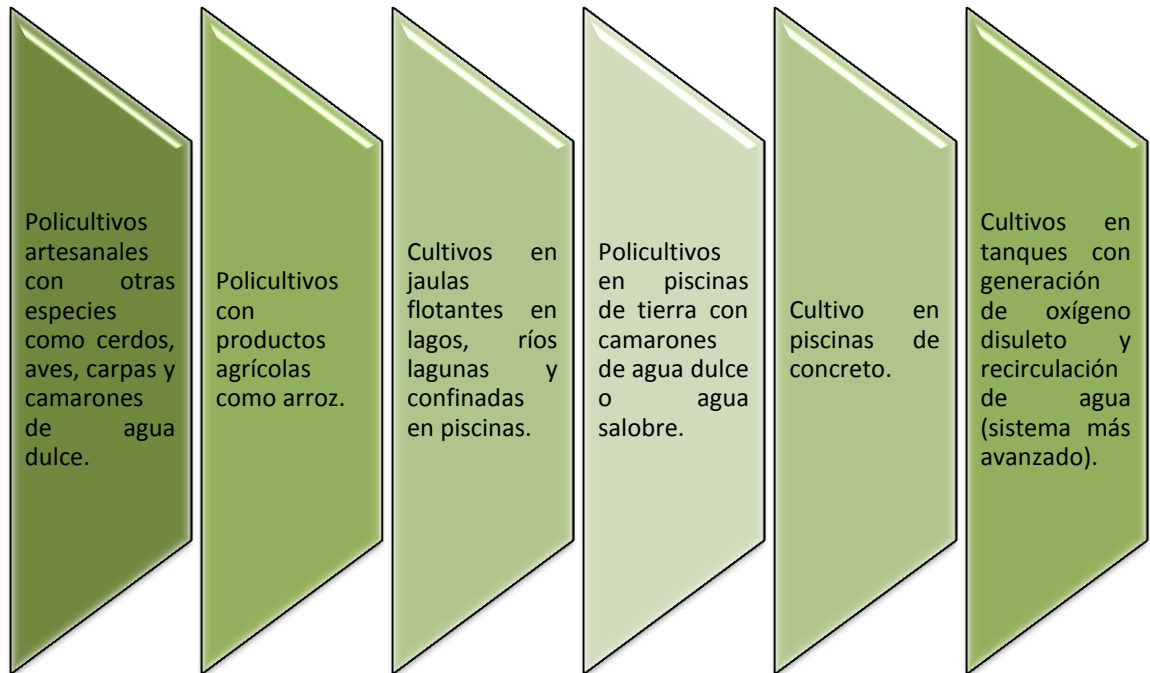 Policultivos
artesanales
con otras
especies
como cerdos,
aves, carpas y
camarones
de agua
dulce.
Policultivos
con
productos
agrícolas
como arroz.
Cultivos en
jaulas
flotantes en
lagos, ríos
lagunas y
confinadas
en piscinas.
Policultivos
en piscinas
de tierra con
camarones
de agua dulce
o agua
salobre.
Cultivo en
piscinas de
concreto.
Cultivos en
tanques con
generación
de oxígeno
disuleto y
recirculación
de agua
(sistema más
avanzado).